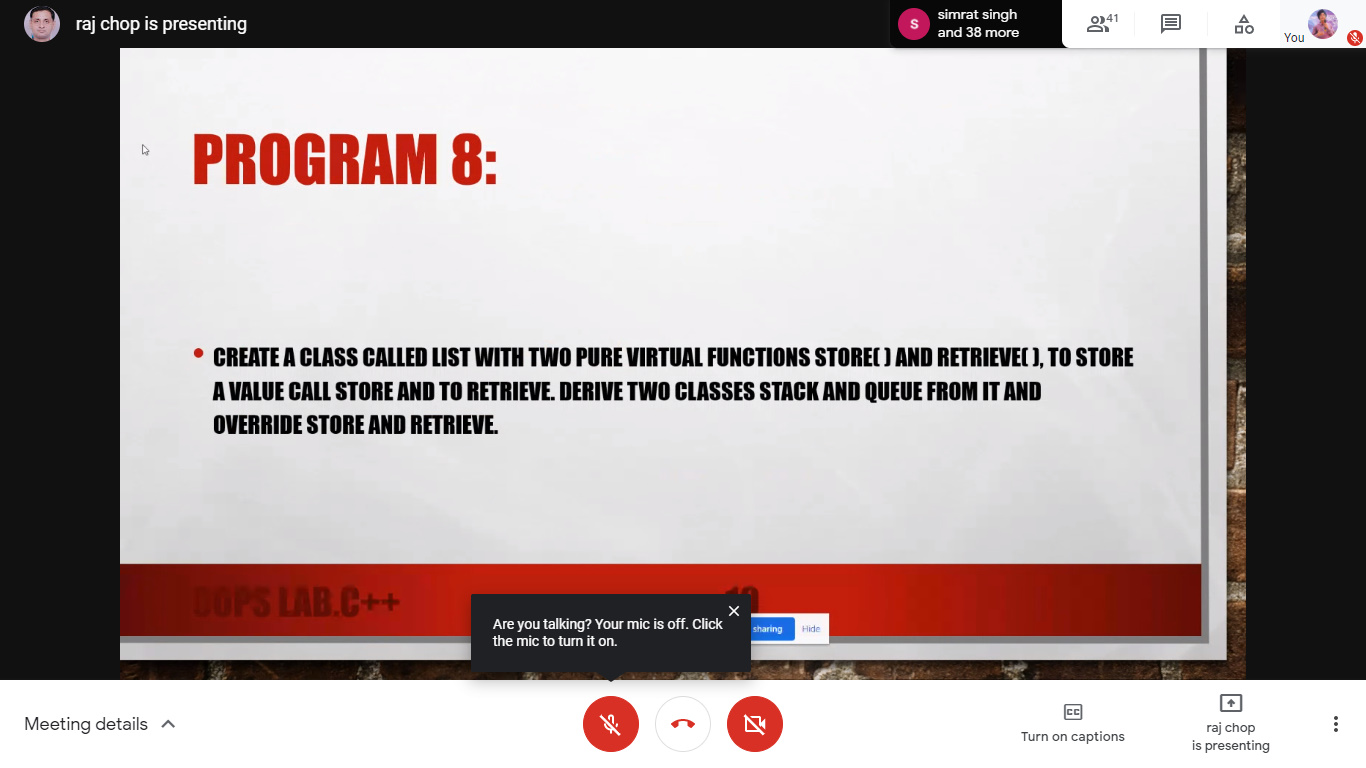 raj chop is presenting
S
simrat singh
and 38 more
41
You
PROGRAM 8:
• CREATE A CLASS CALLED LIST WITH TWO PURE VIRTUAL FUNCTIONS STORE( ) AND RETRIEVE( ), TO STORE
A VALUE CALL STORE AND TO RETRIEVE. DERIVE TWO CLASSES STACK AND QUEUE FROM IT AND
OVERRIDE STORE AND RETRIEVE.
OOPS LAB.C++
Are you talking? Your mic is off. Click
the mic to turn it on.
sharing
Hide
Meeting details
CC
Turn on captions
raj chop
is presenting